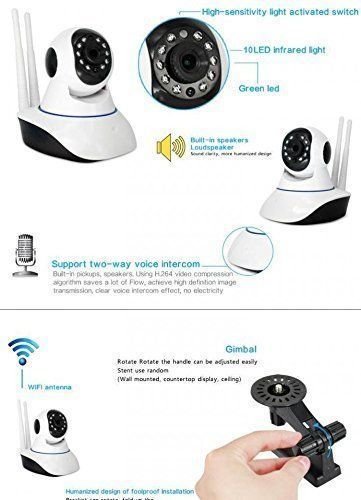 High-sensitivity light activated switch
10LED infrared light
Green led
Built-in speakers
Loudspeaker
Sound clarity, more humanized design
Support two-way voice intercom
Built-in pickups, speakers. Using H.264 video compression
algorithm saves a lot of Flow, achieve high definition image
transmission, clear voice intercom effect, no electricity
Gimbal
Rotate Rotate the handle can be adjusted easily
Stent use random
(Wall mounted, countertop display, ceiling)
WIFI antenna
Humanized design of foolproof installation